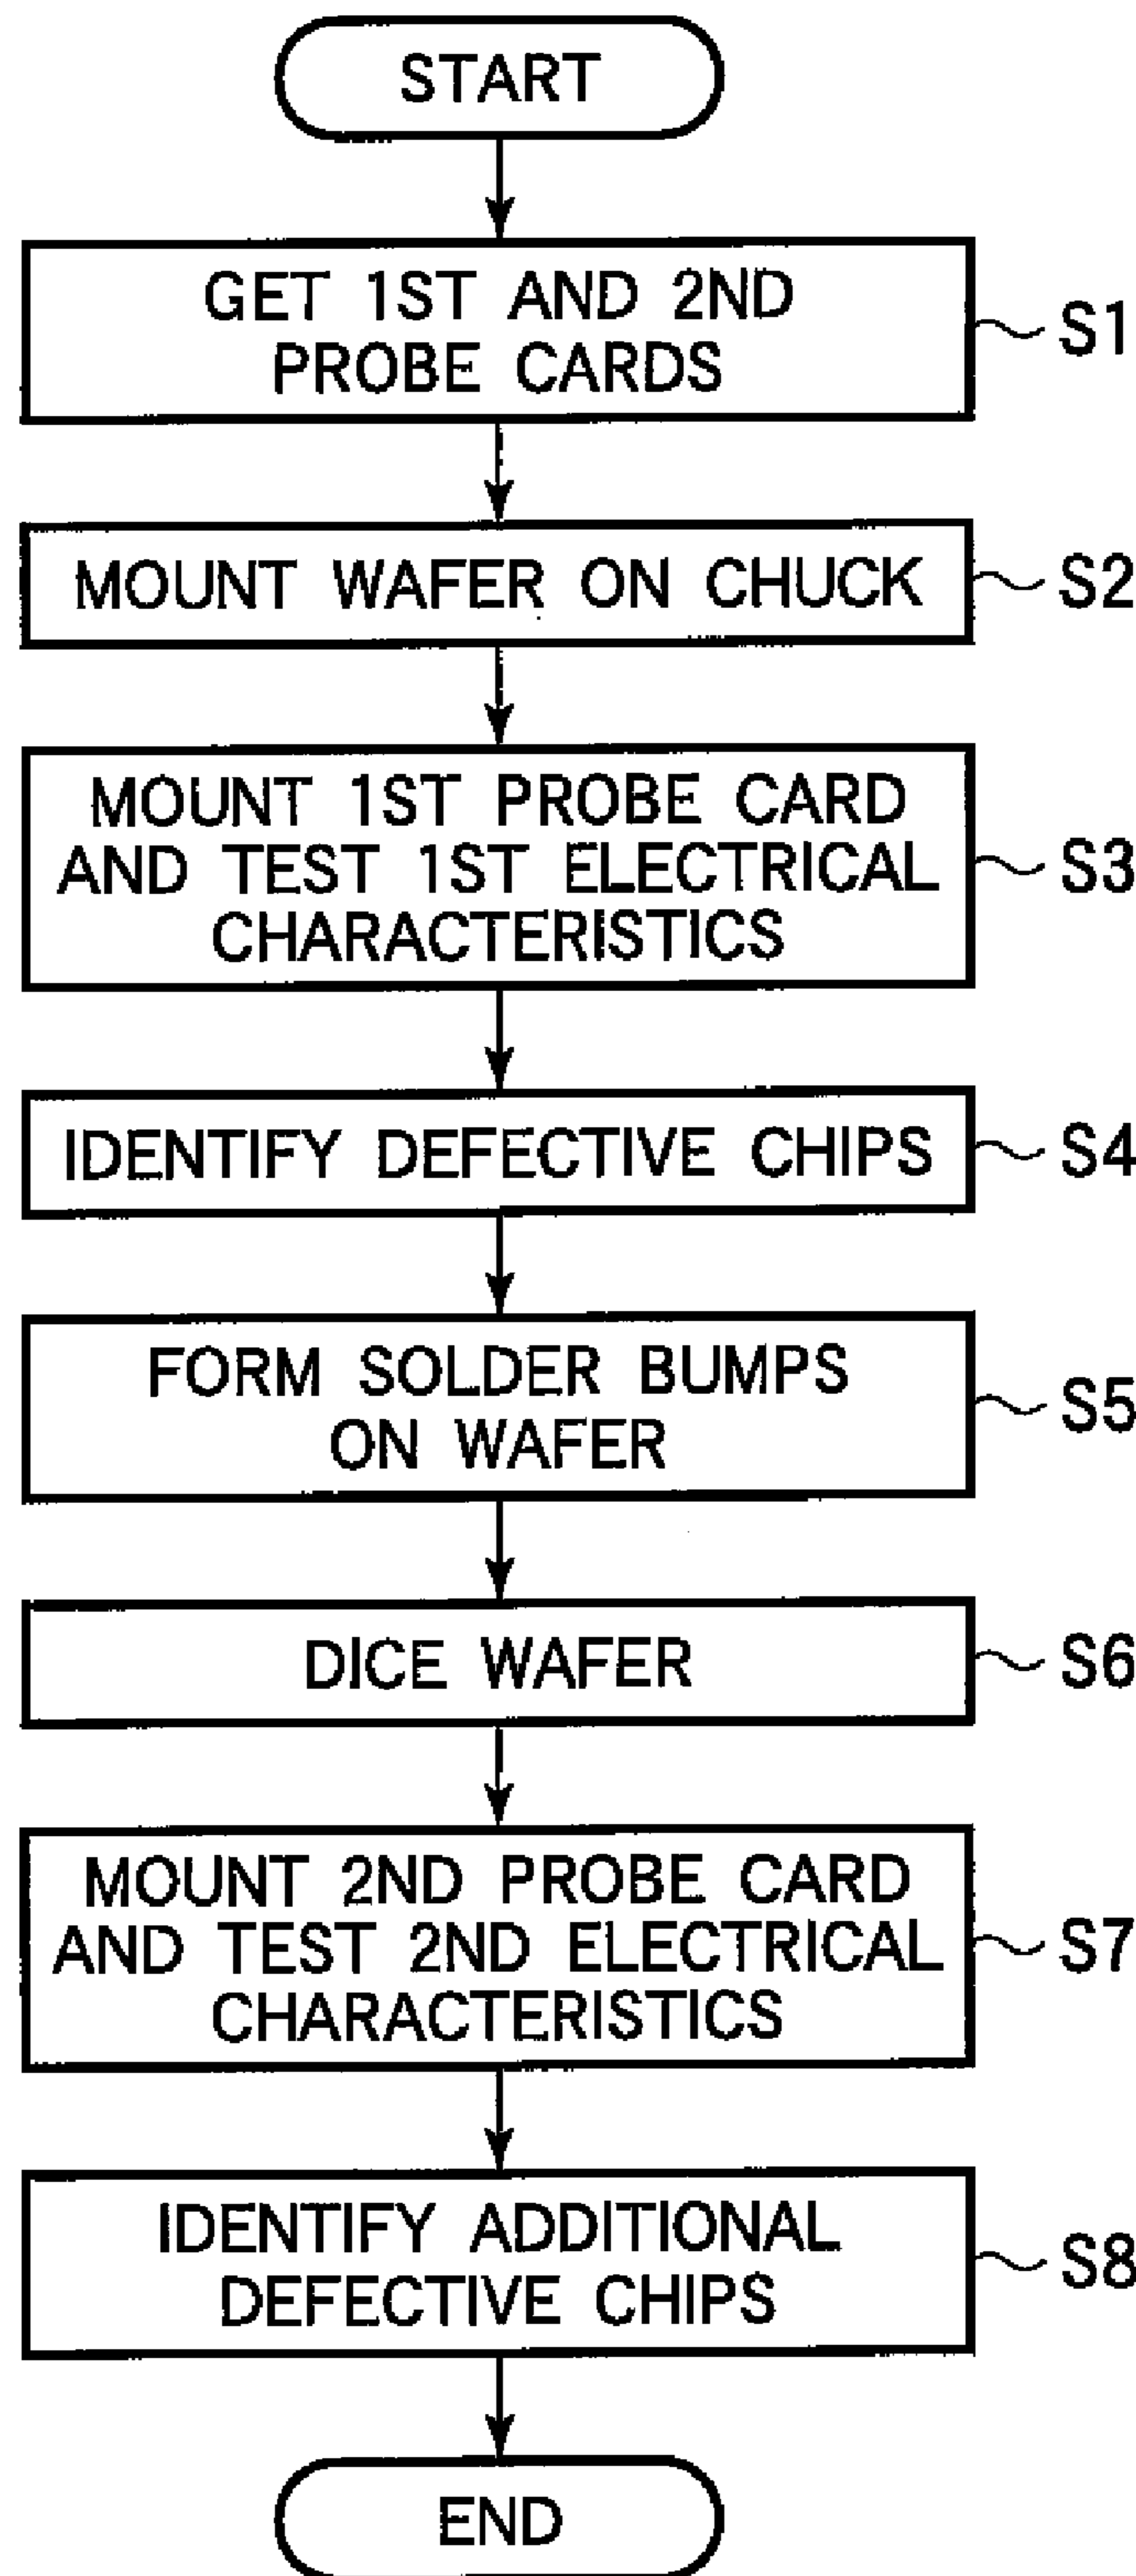 START
GET 1ST AND 2ND
PROBE CARDS
S1
MOUNT WAFER ON CHUCK
S2
MOUNT 1ST PROBE CARD
AND TEST 1ST ELECTRICAL
CHARACTERISTICS
S3
IDENTIFY DEFECTIVE CHIPS
S4
FORM SOLDER BUMPS
ON WAFER
S5
DICE WAFER
S6
MOUNT 2ND PROBE CARD
AND TEST 2ND ELECTRICAL
CHARACTERISTICS
S7
IDENTIFY ADDITIONAL
DEFECTIVE CHIPS
S8
END